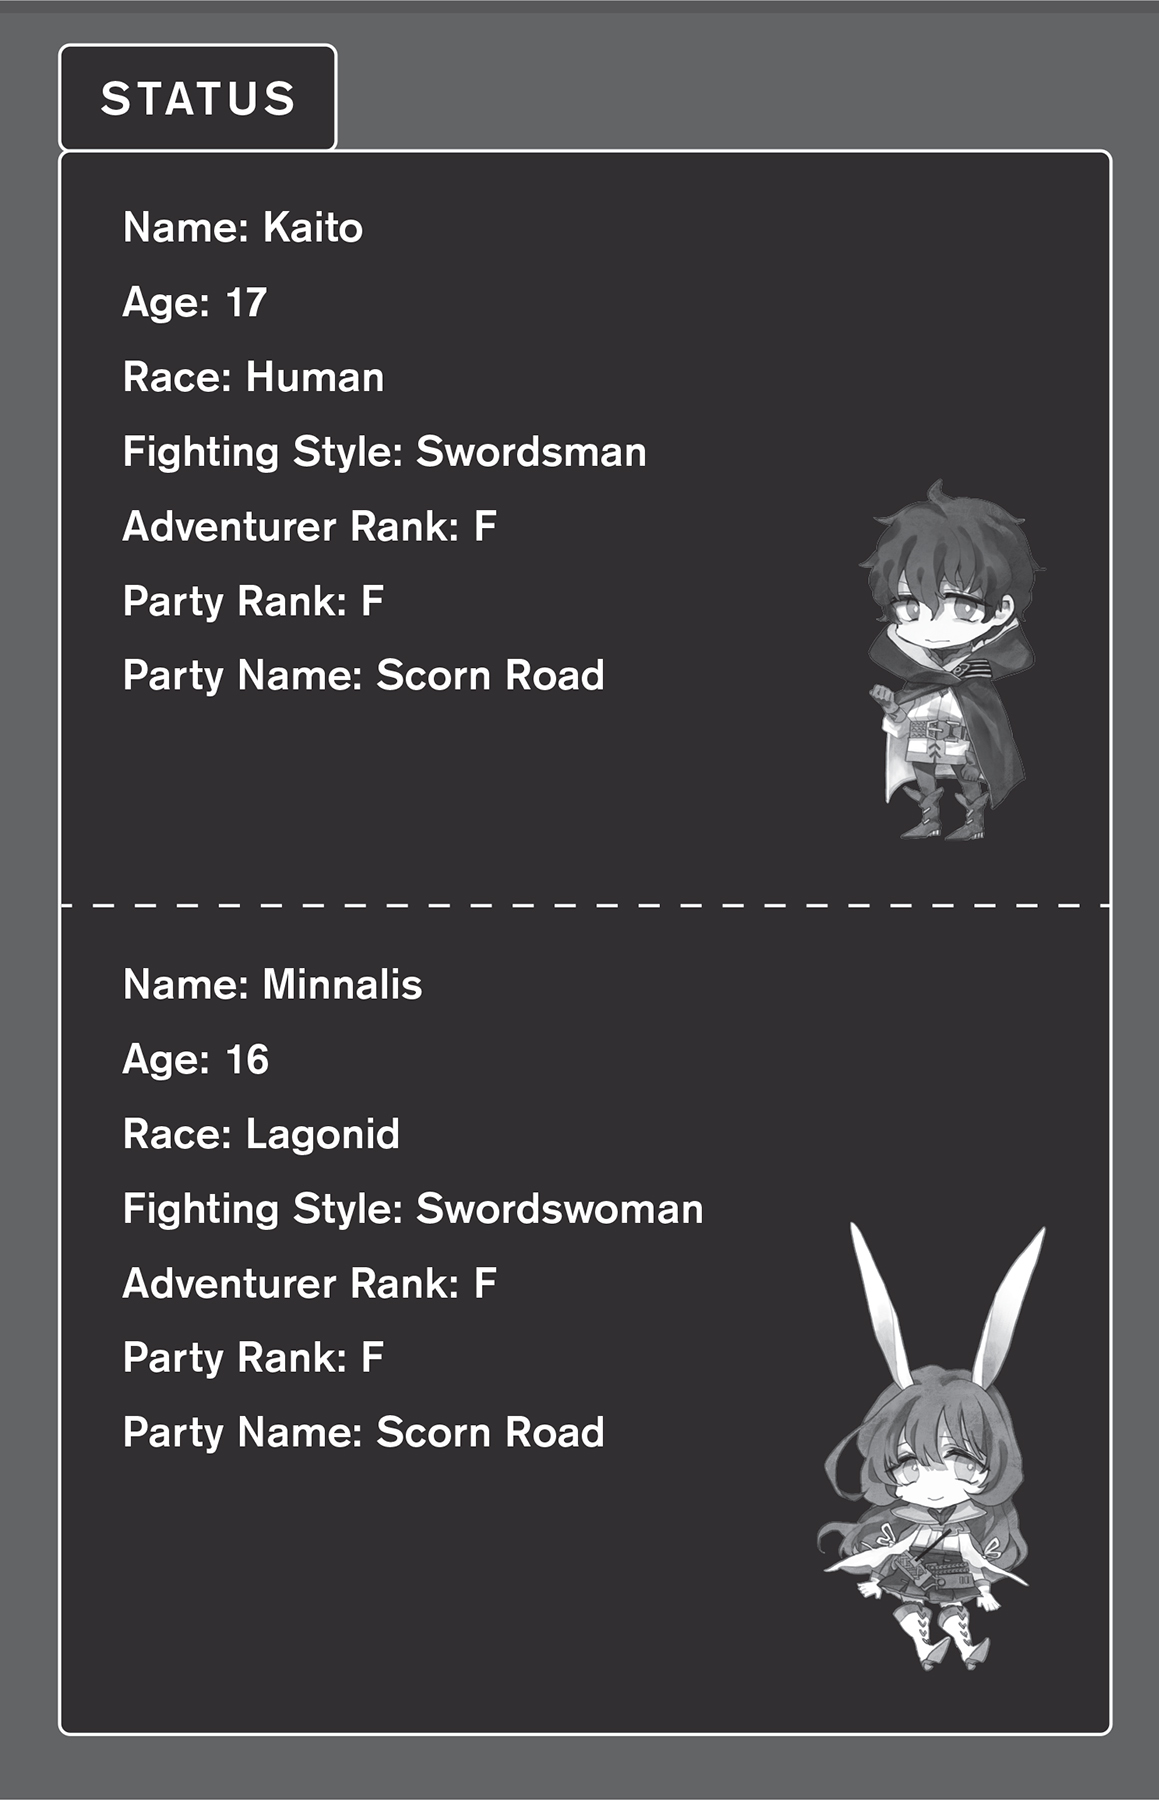 STATUS
Name: Kaito
Age: 17
Race: Human
Fighting Style: Swordsman
Adventurer Rank: F
Party Rank: F
Party Name: Scorn Road
Name: Minnalis
Age: 16
Race: Lagonid
Fighting Style: Swordswoman
Adventurer Rank: F
Party Rank: F
Party Name: Scorn Road